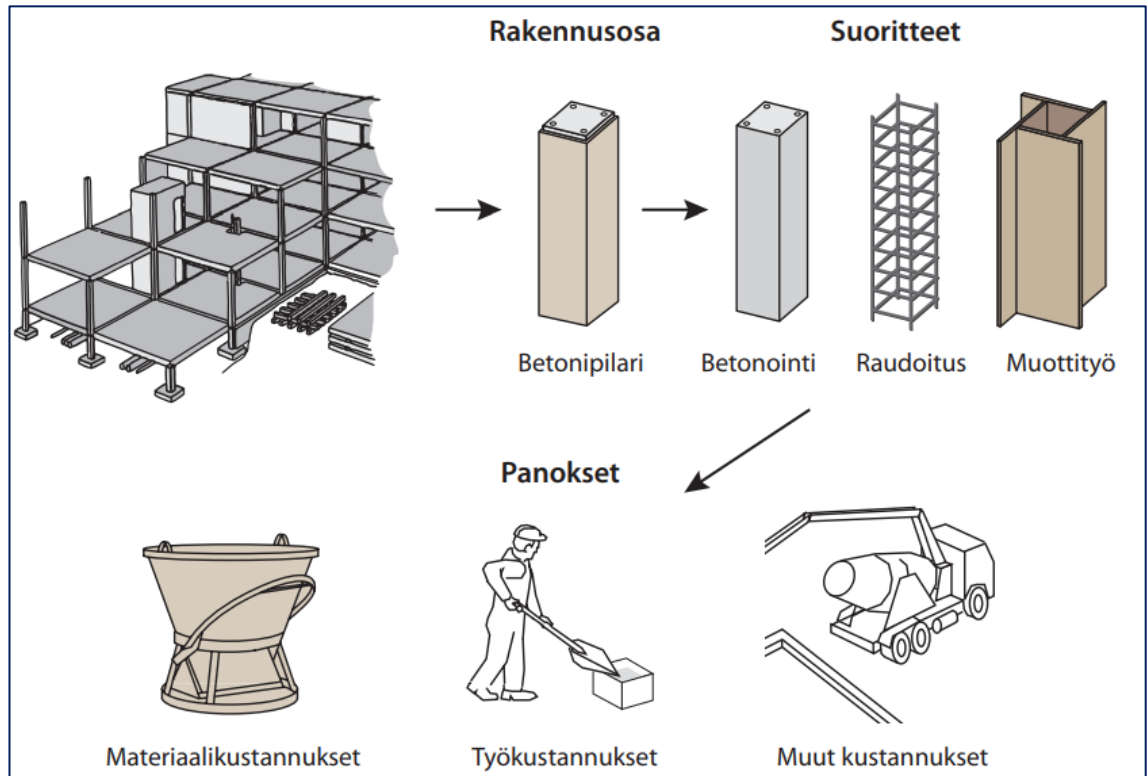 Rakennusosa
Suoritteet
Betonipilari
Betonointi
Raudoitus
Muottityö
Panokset
Materiaalikustannukset
Työkustannukset
Muut kustannukset